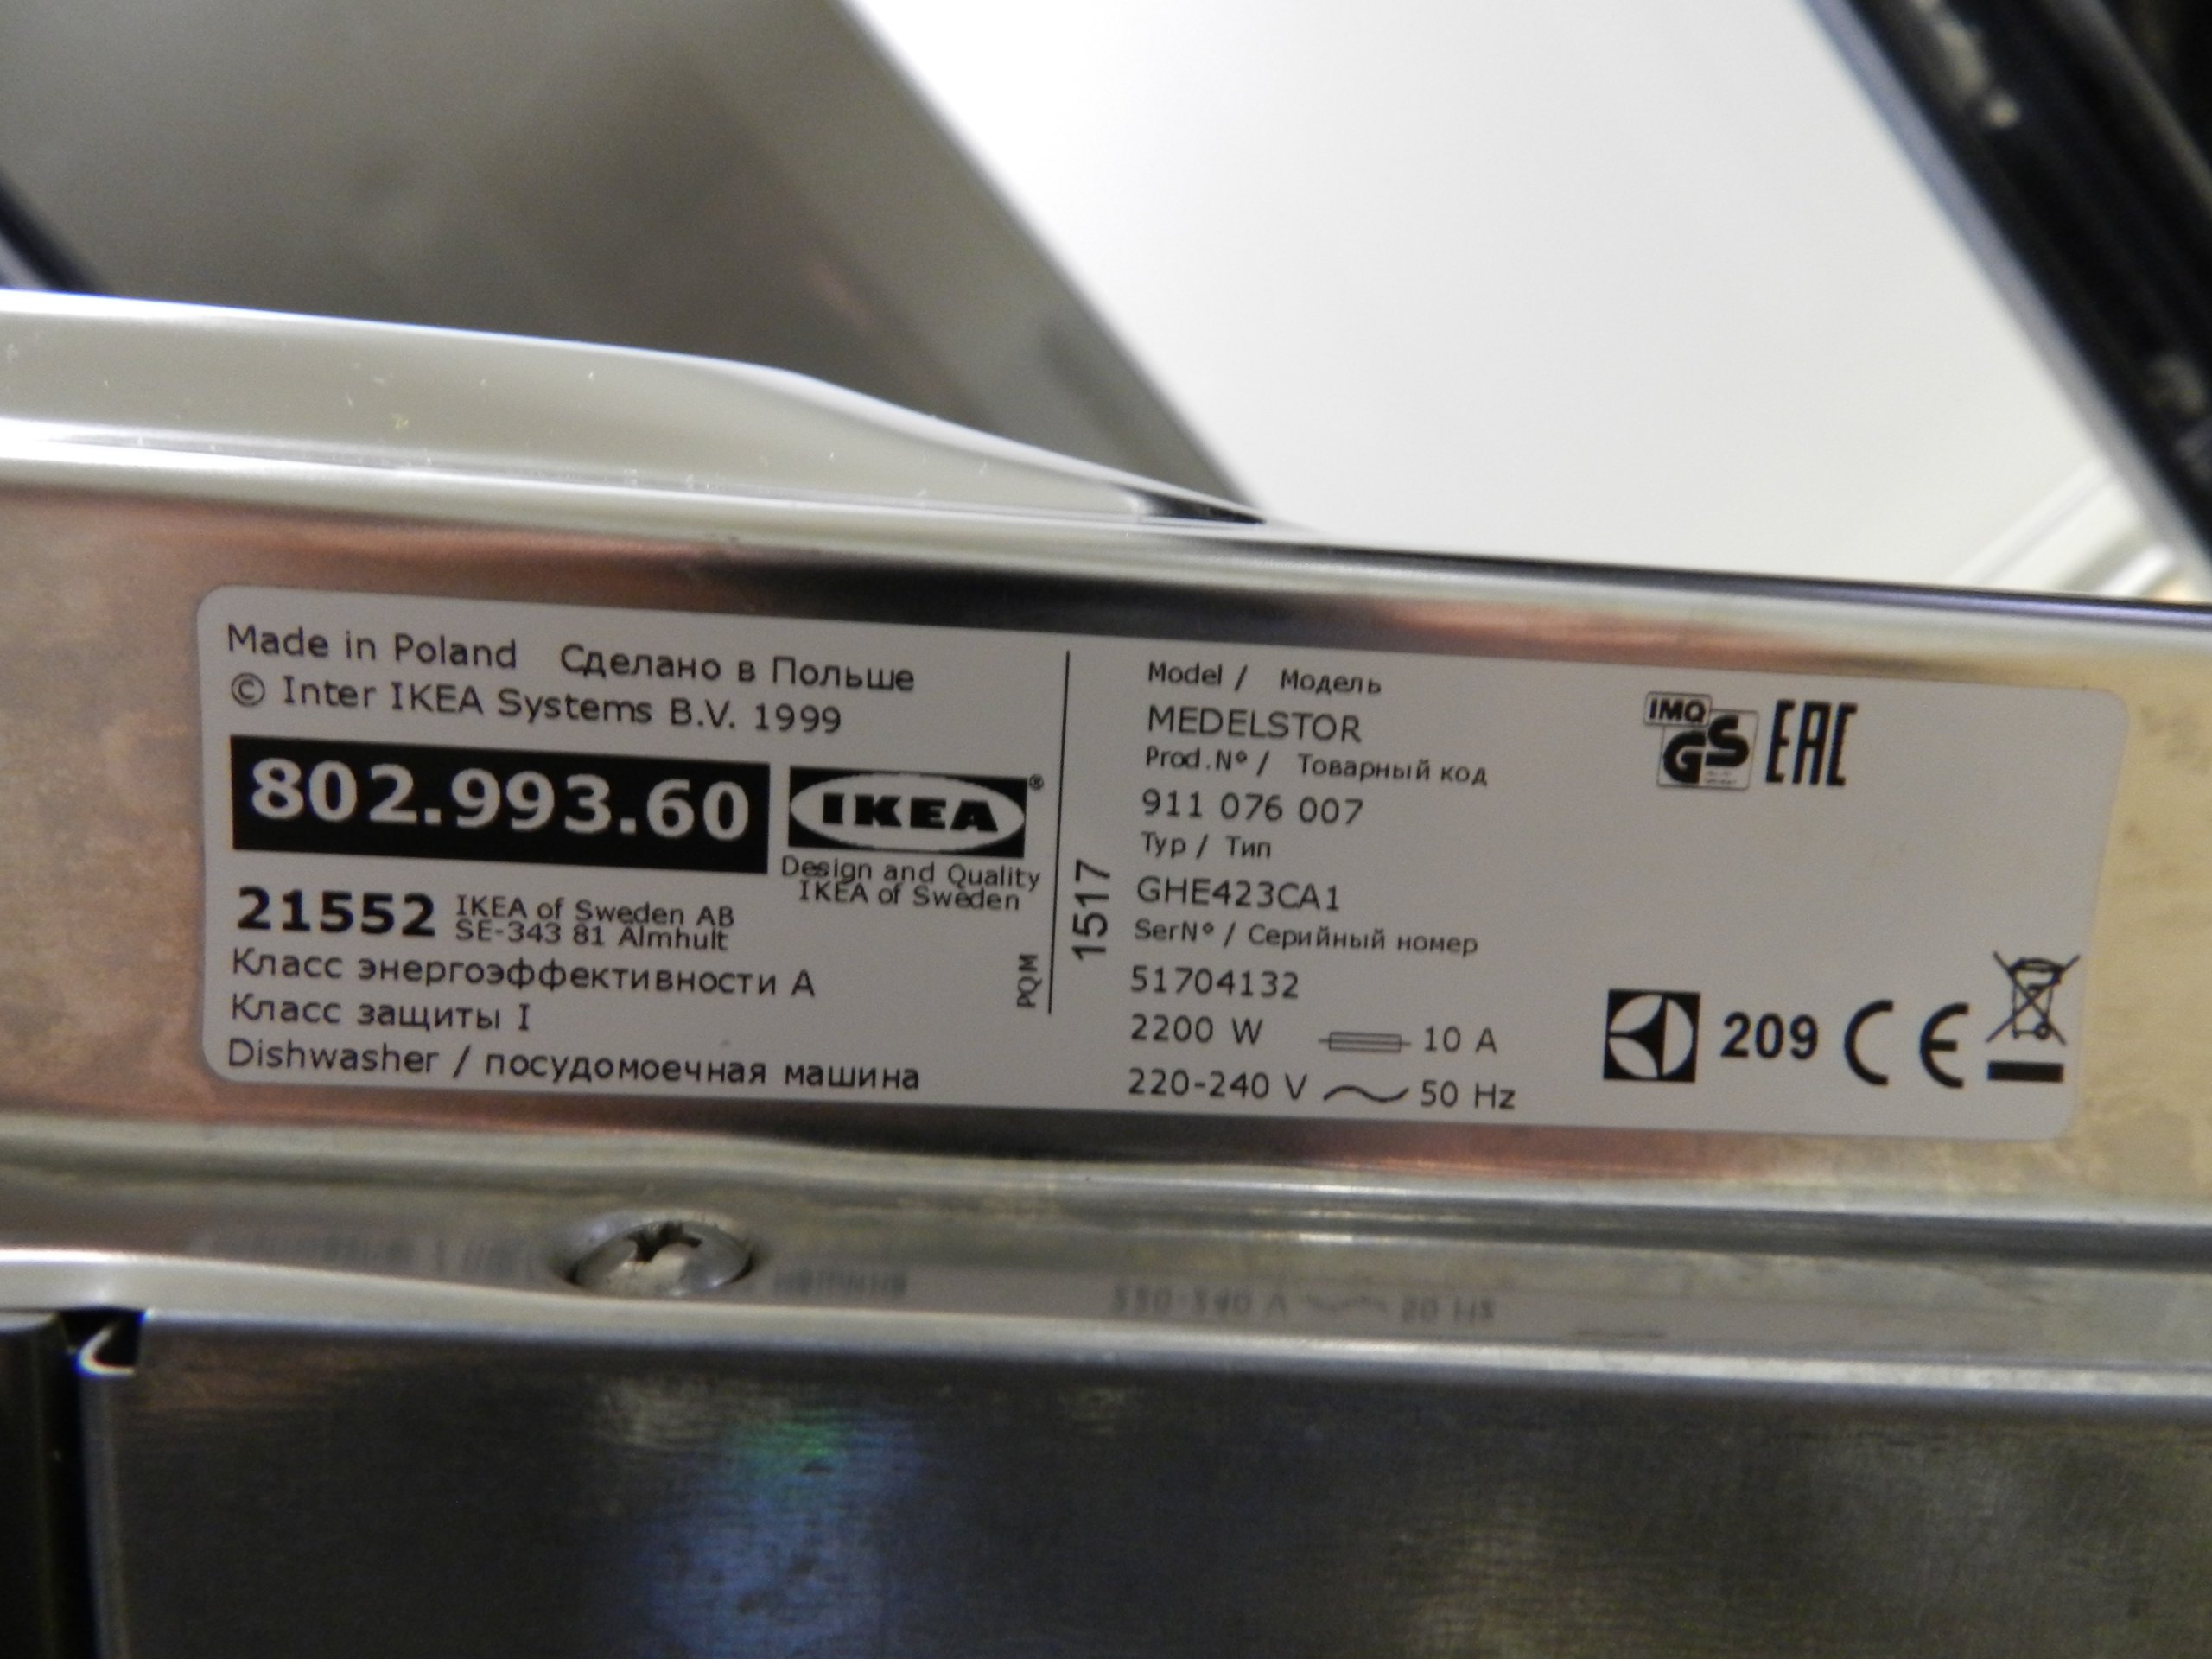 Made in Poland Сделано в Польше
© Inter IKEA Systems B.V. 1999
802.993.60
IKEA®
Design and Quality
IKEA of Sweden
21552
IKEA of Sweden AB
SE-343 81 Almhult
Класс энергоэффективности А
Класс защиты I
Dishwasher / посудомоечная машина
PQM
1517
Model / Модель
MEDELSTOR
Prod.N° / Товарный код
911 076 007
Typ / Тип
GHE423CA1
SerN° / Серийный номер
51704132
2200 W 10 A
220-240 V 50 Hz
IMQ
GS
EAC
209 CE